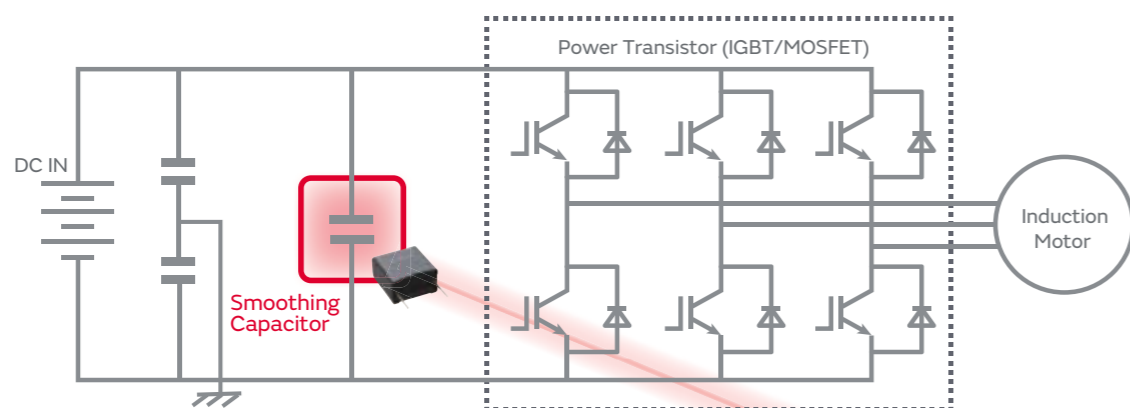 Power Transistor (IGBT/MOSFET)
DC IN
Smoothing
Capacitor
Induction
Motor